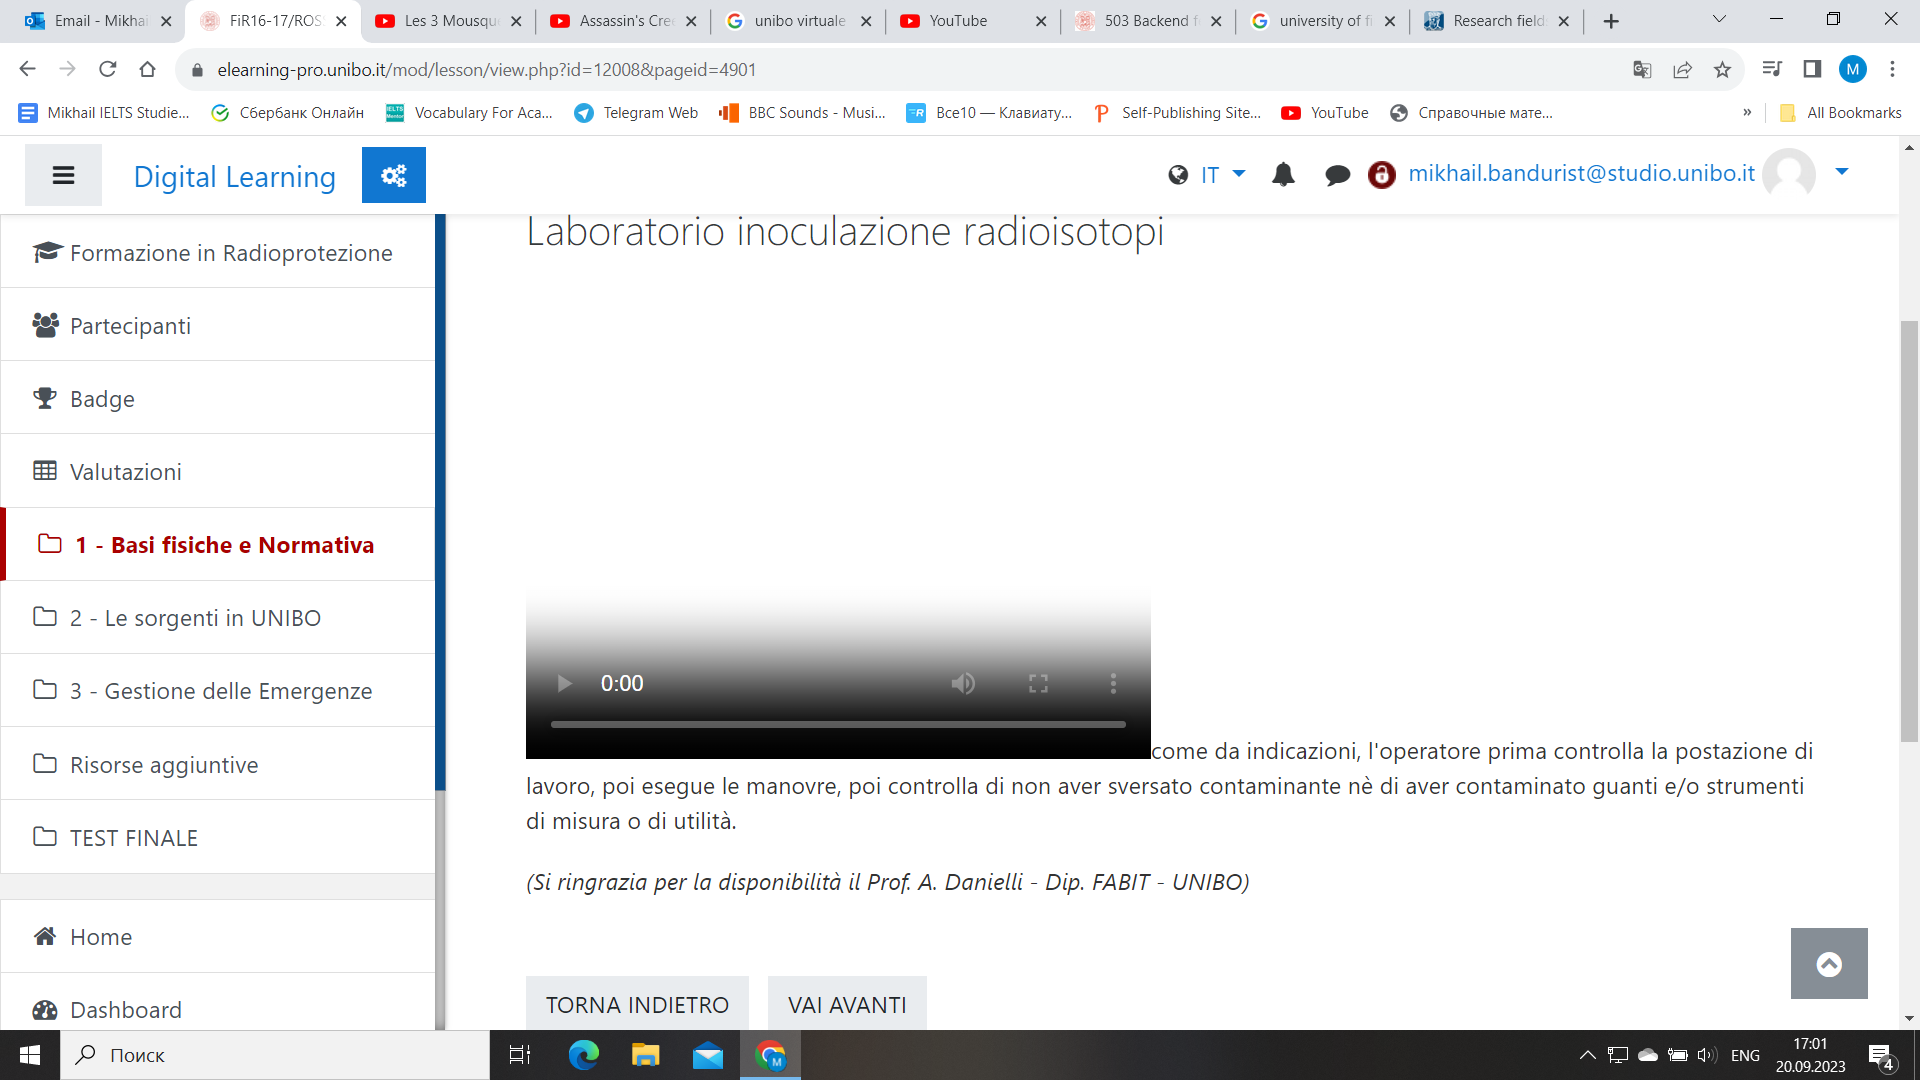 Email - Mikhai
FiR16-17/ROS
Les 3 Mousque
Assassin's Cree
unibo virtuale
YouTube
503 Backend f
university of fi
Research field
elearning-pro.unibo.it/mod/lesson/view.php?id=12008&pageid=4901
M
Mikhail IELTS Studie...
Сбербанк Онлайн
Vocabulary For Aca...
Telegram Web
BBC Sounds - Musi...
Все10 — Клавиату...
Self-Publishing Site...
YouTube
Справочные мате...
»
All Bookmarks
Digital Learning
IT
mikhail.bandurist@studio.unibo.it
Formazione in Radioprotezione
Partecipanti
Badge
Valutazioni
1 - Basi fisiche e Normativa
2 - Le sorgenti in UNIBO
3 - Gestione delle Emergenze
Risorse aggiuntive
TEST FINALE
Home
Dashboard
Laboratorio inoculazione radioisotopi
0:00
come da indicazioni, l'operatore prima controlla la postazione di
lavoro, poi esegue le manovre, poi controlla di non aver sversato contaminante nè di aver contaminato guanti e/o strumenti
di misura o di utilità.
(Si ringrazia per la disponibilità il Prof. A. Danielli - Dip. FABIT - UNIBO)
TORNA INDIETRO
VAI AVANTI
Поиск
M
ENG
17:01
20.09.2023
4